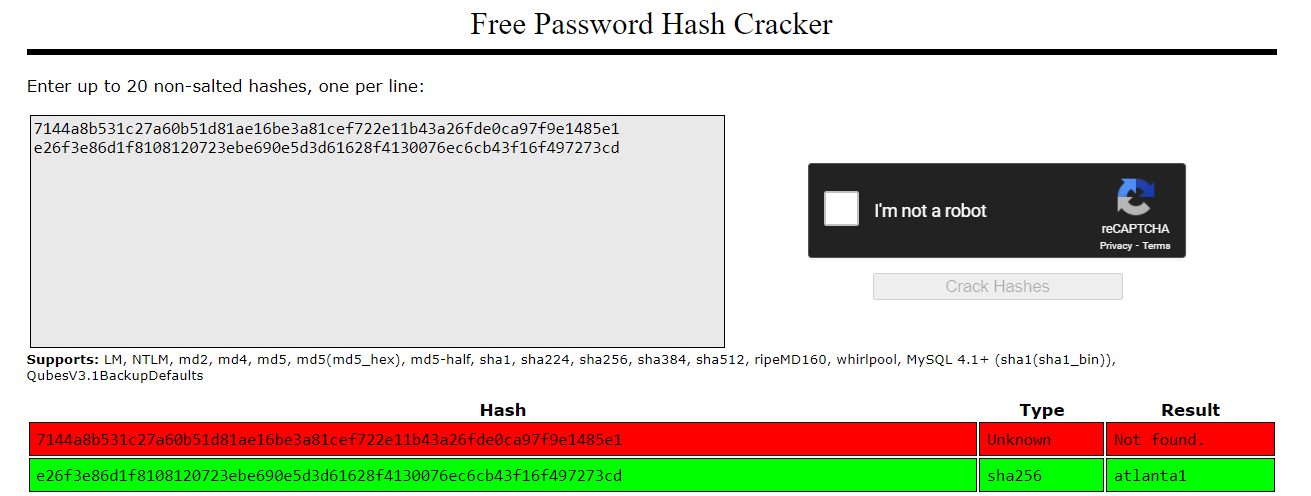 Free Password Hash Cracker
Enter up to 20 non-salted hashes, one per line:
7144a8b531c27a60b51d81ae16be3a81cef722e11b43a26fde0ca97f9e1485e1
e26f3e86d1f8108120723ebe690e5d3d61628f4130076ec6cb43f16f497273cd
I'm not a robot
reCAPTCHA
Privacy - Terms
Crack Hashes
Supports: LM, NTLM, md2, md4, md5, md5(md5_hex), md5-half, sha1, sha224, sha256, sha384, sha512, ripeMD160, whirlpool, MySQL 4.1+ (sha1(sha1_bin)),
QubesV3.1BackupDefaults
Hash Type Result
7144a8b531c27a60b51d81ae16be3a81cef722e11b43a26fde0ca97f9e1485e1 Unknown Not found.
e26f3e86d1f8108120723ebe690e5d3d61628f4130076ec6cb43f16f497273cd sha256 atlanta1